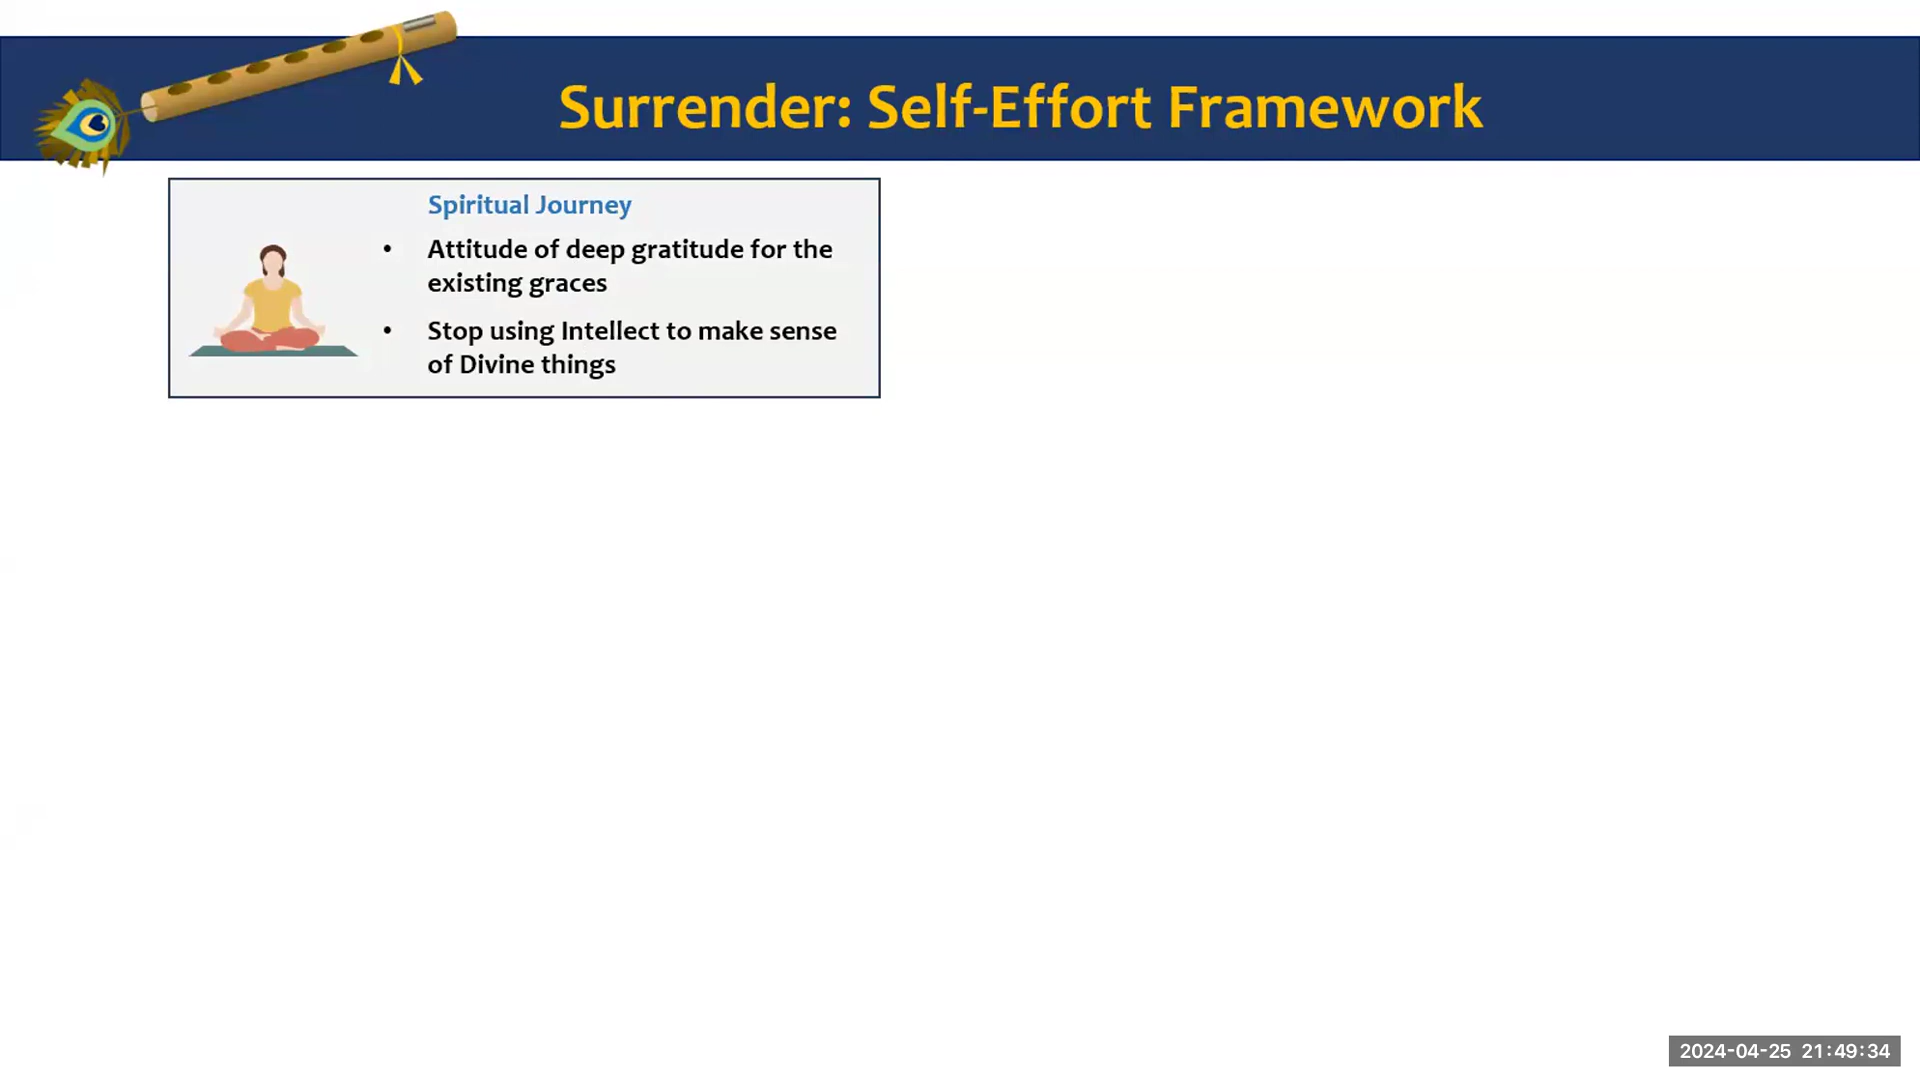 Surrender: Self-Effort Framework
Spiritual Journey
• Attitude of deep gratitude for the
existing graces
• Stop using Intellect to make sense
of Divine things
2024-04-25 21:49:34